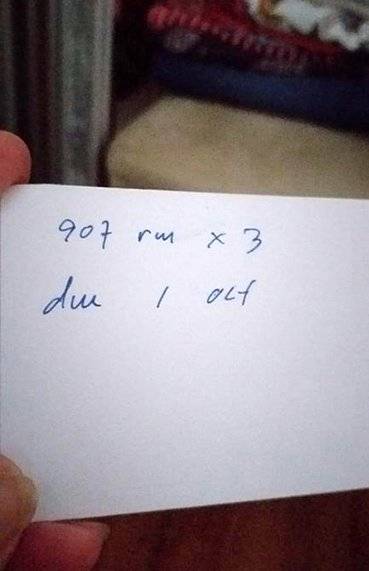 907 rm x 3
due 1 oct